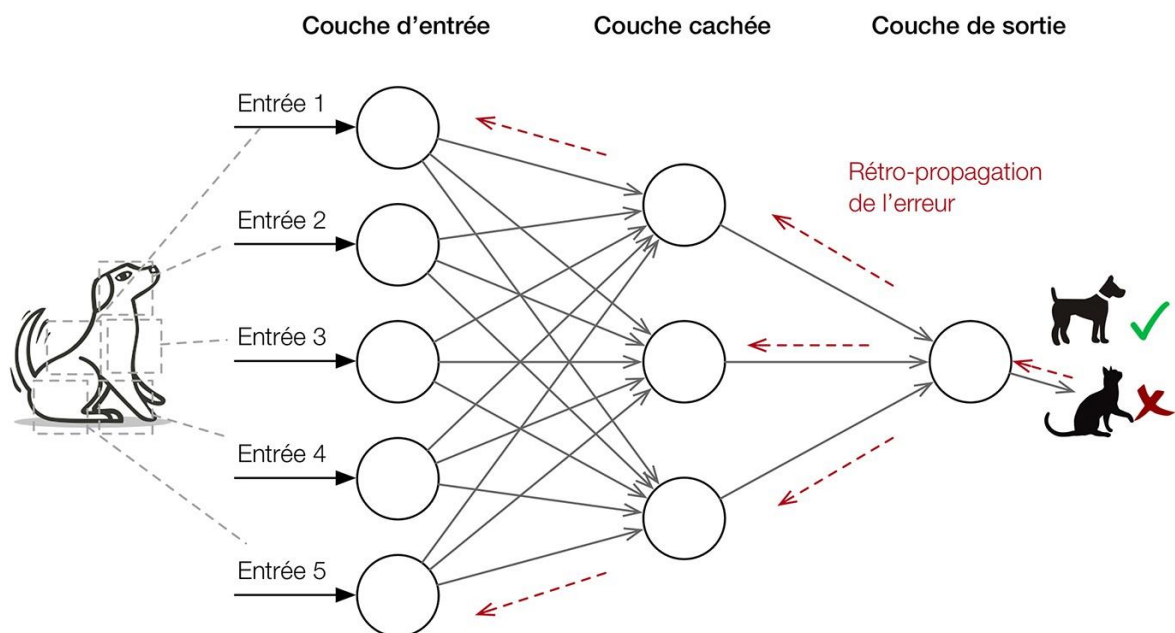 Couche d’entrée
Couche cachée
Couche de sortie
Entrée 1
Entrée 2
Entrée 3
Entrée 4
Entrée 5
Rétro-propagation
de l’erreur